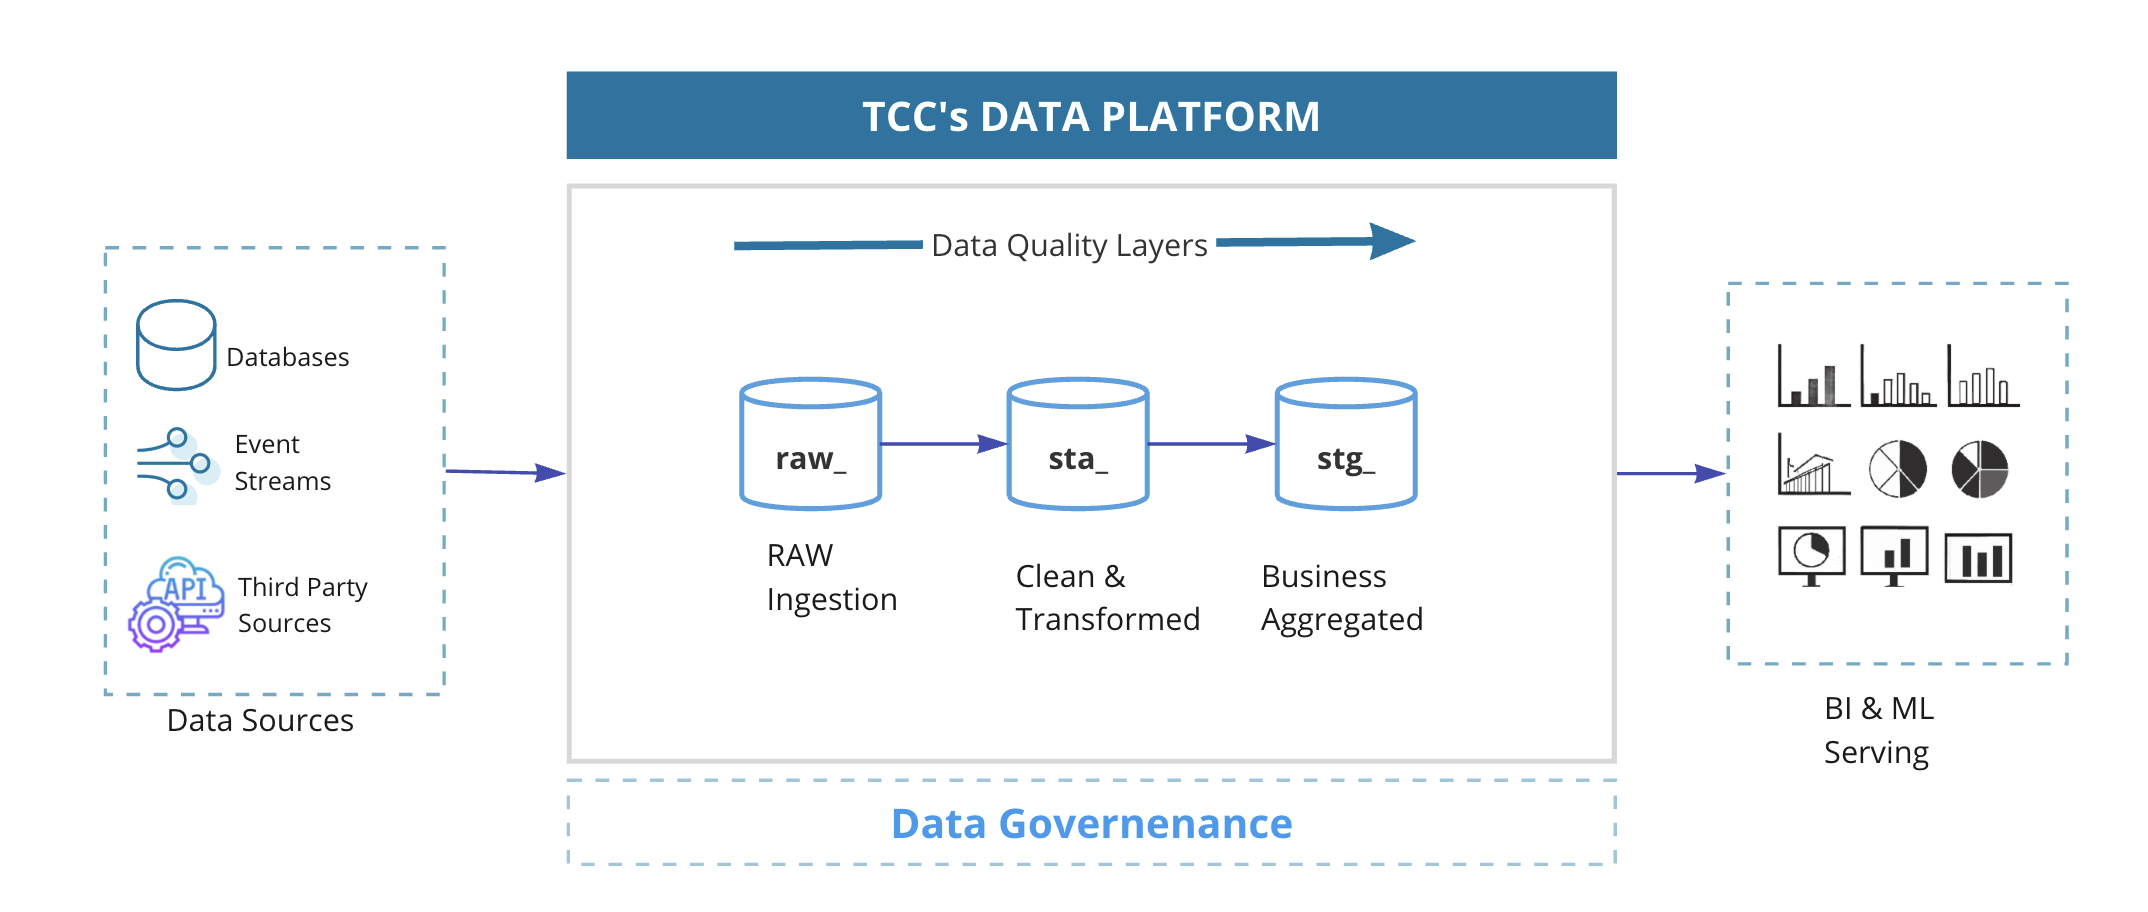 TCC's DATA PLATFORM
Data Quality Layers
Databases
Event
Streams
API
Third Party
Sources
Data Sources
raw_
sta_
stg_
RAW
Ingestion
Clean &
Transformed
Business
Aggregated
BI & ML
Serving
Data Governenance